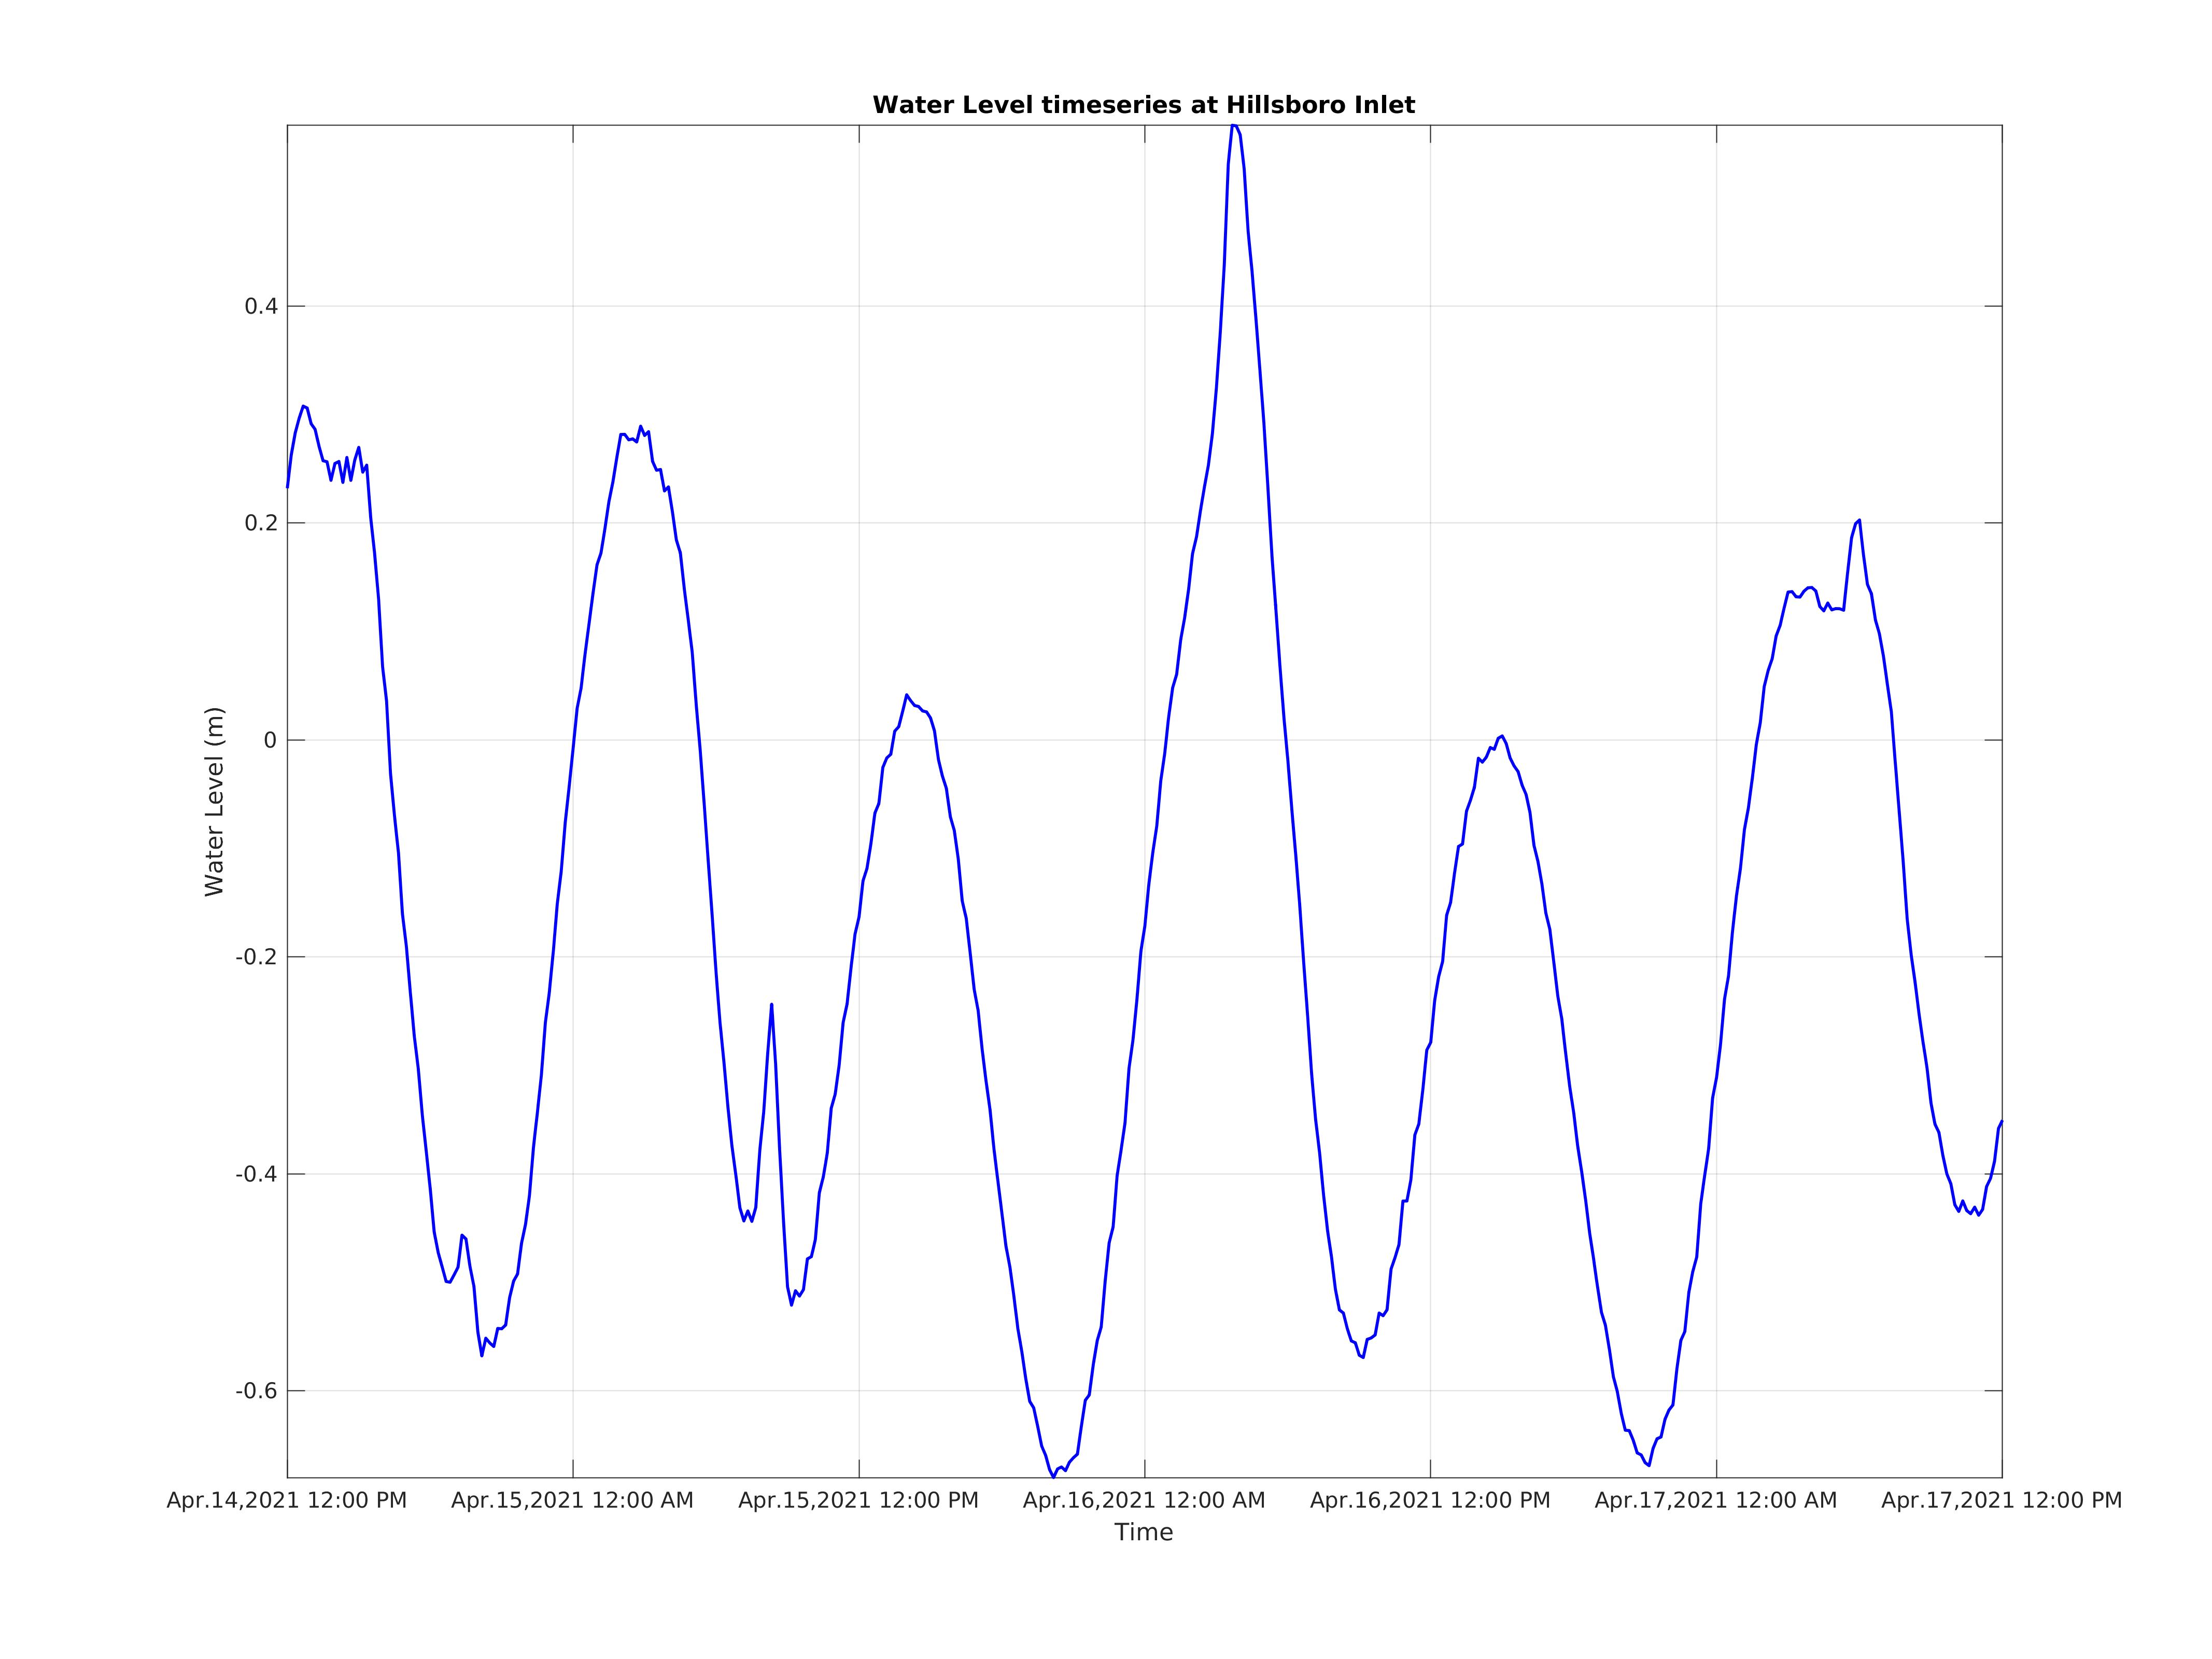 Water Level timeseries at Hillsboro Inlet
0.4
0.2
0
-0.2
-0.4
-0.6
Water Level (m)
Apr.14,2021 12:00 PM
Apr.15,2021 12:00 AM
Apr.15,2021 12:00 PM
Apr.16,2021 12:00 AM
Apr.16,2021 12:00 PM
Apr.17,2021 12:00 AM
Apr.17,2021 12:00 PM
Time